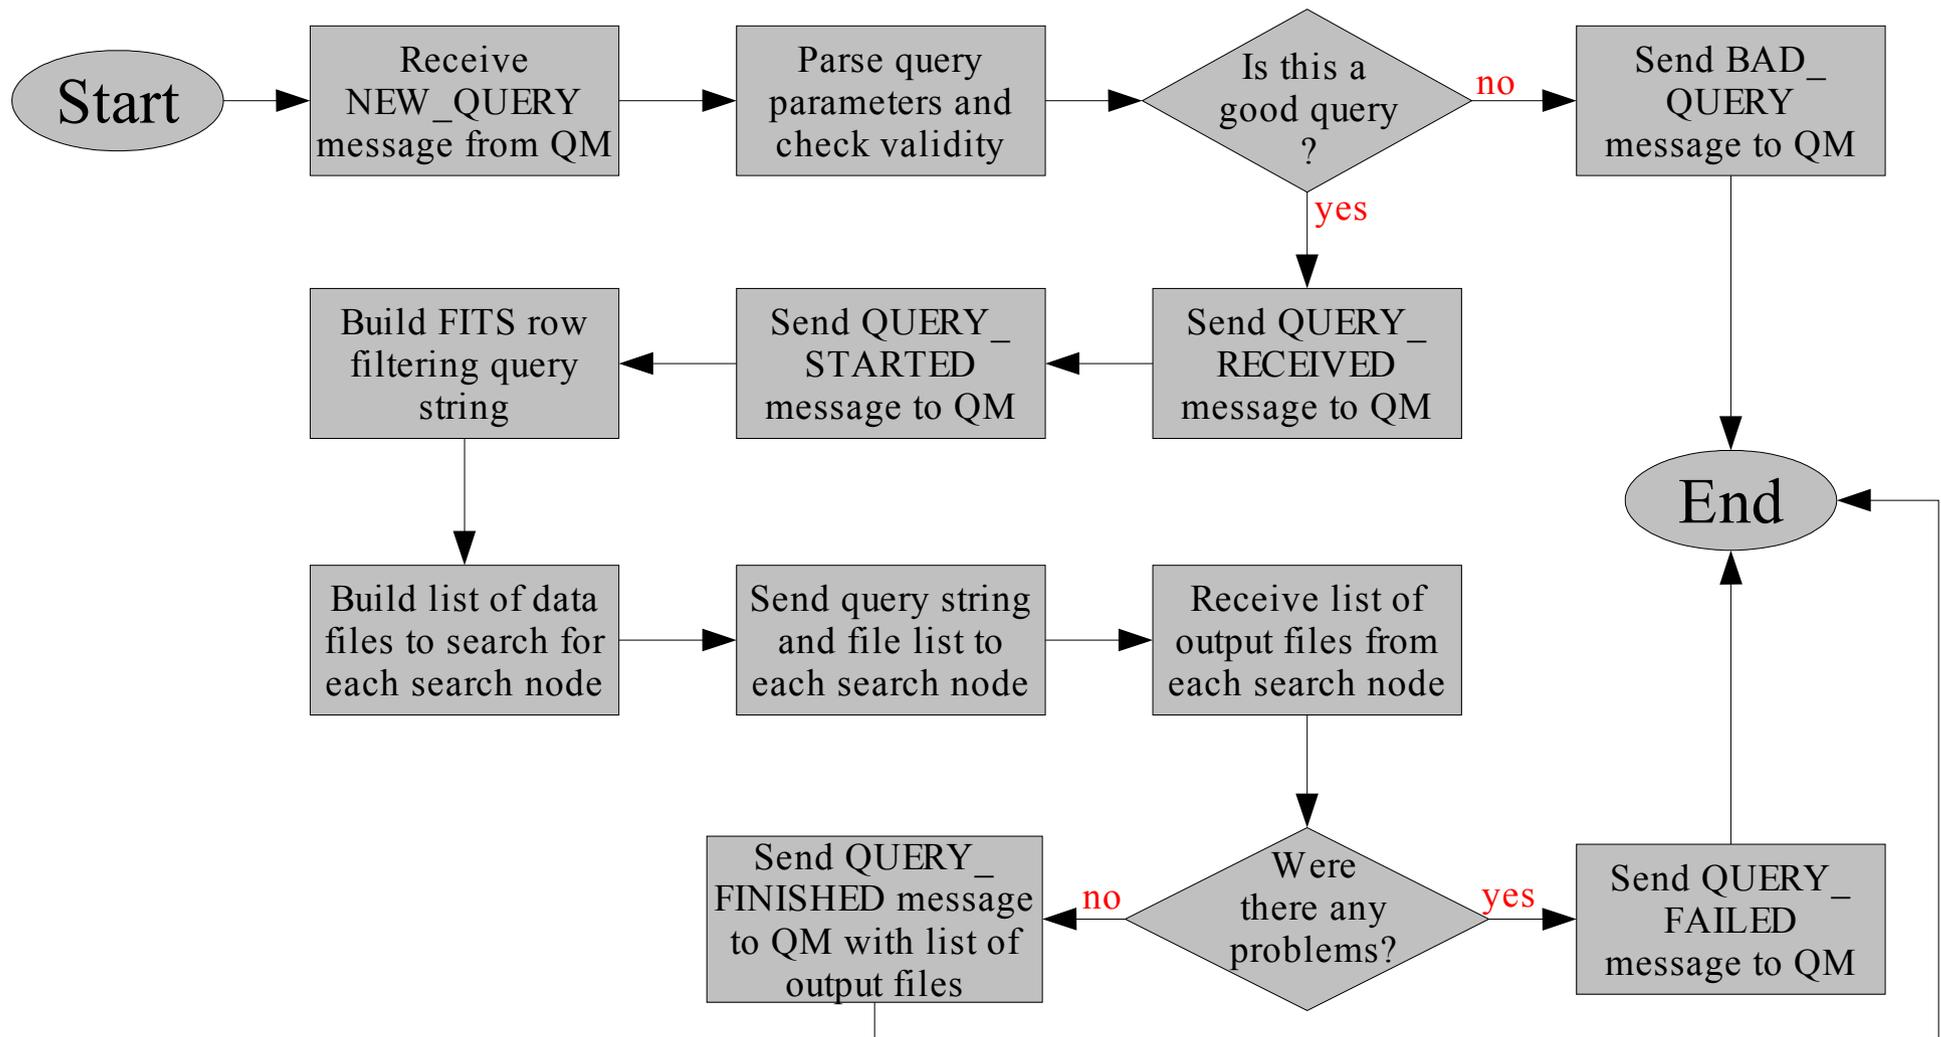 Start
Receive
NEW_QUERY
message from QM
Parse query
parameters and
check validity
Is this a
good query
?
no
Send BAD_
QUERY
message to QM
yes
Build FITS row
filtering query
string
Send QUERY_
STARTED
message to QM
Send QUERY_
RECEIVED
message to QM
End
Build list of data
files to search for
each search node
Send query string
and file list to
each search node
Receive list of
output files from
each search node
Send QUERY_
FINISHED message
to QM with list of
output files
no
Were
there any
problems?
yes
Send QUERY_
FAILED
message to QM